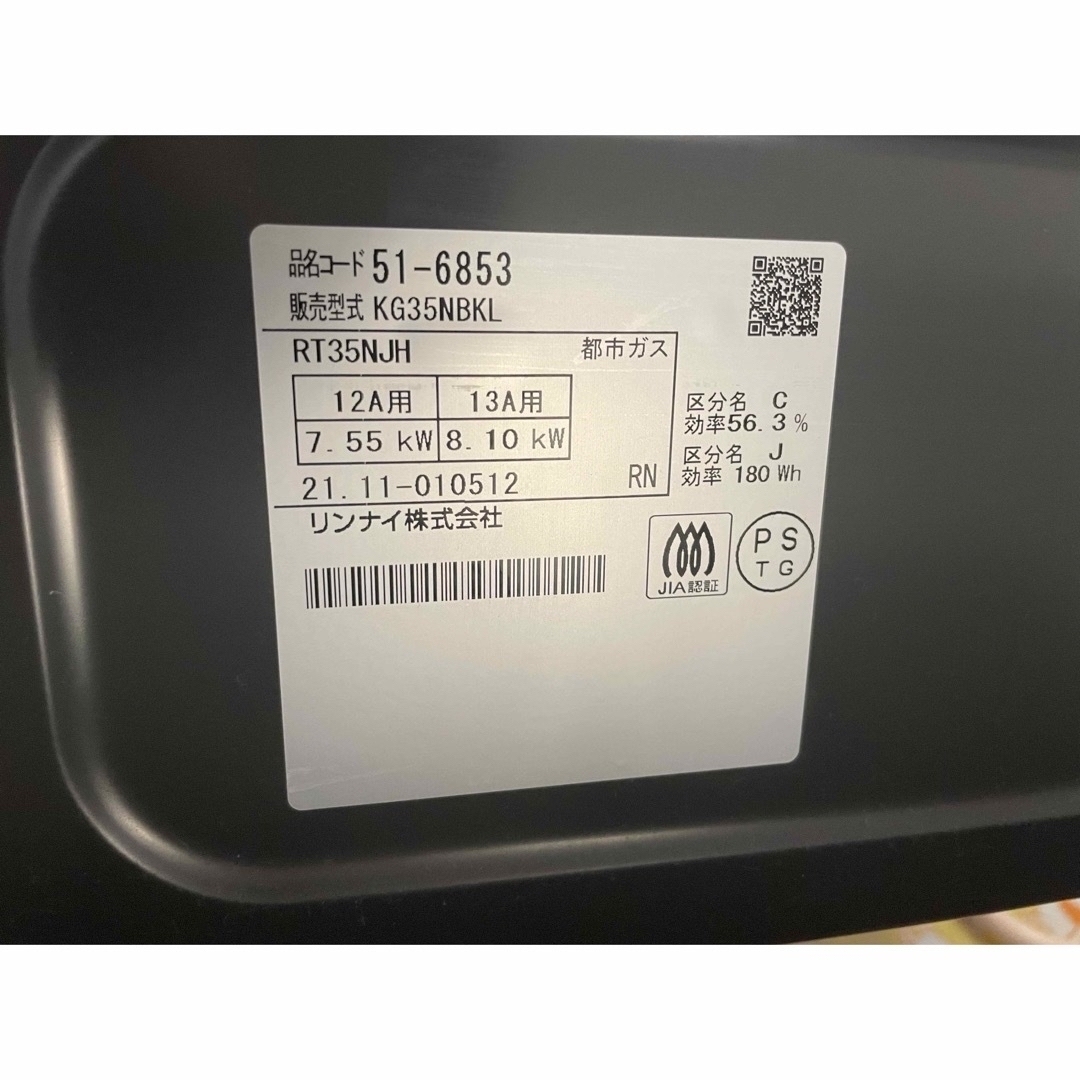 品名コード 51-6853
販売型式 KG35NBKL
RT35NJH 都市ガス
12A用 13A用
7.55 kW 8.10 kW
21.11-010512 RN
リンナイ株式会社
区分名 C
効率56.3%
区分名 J
効率 180 Wh
JIA認証
PS
TG